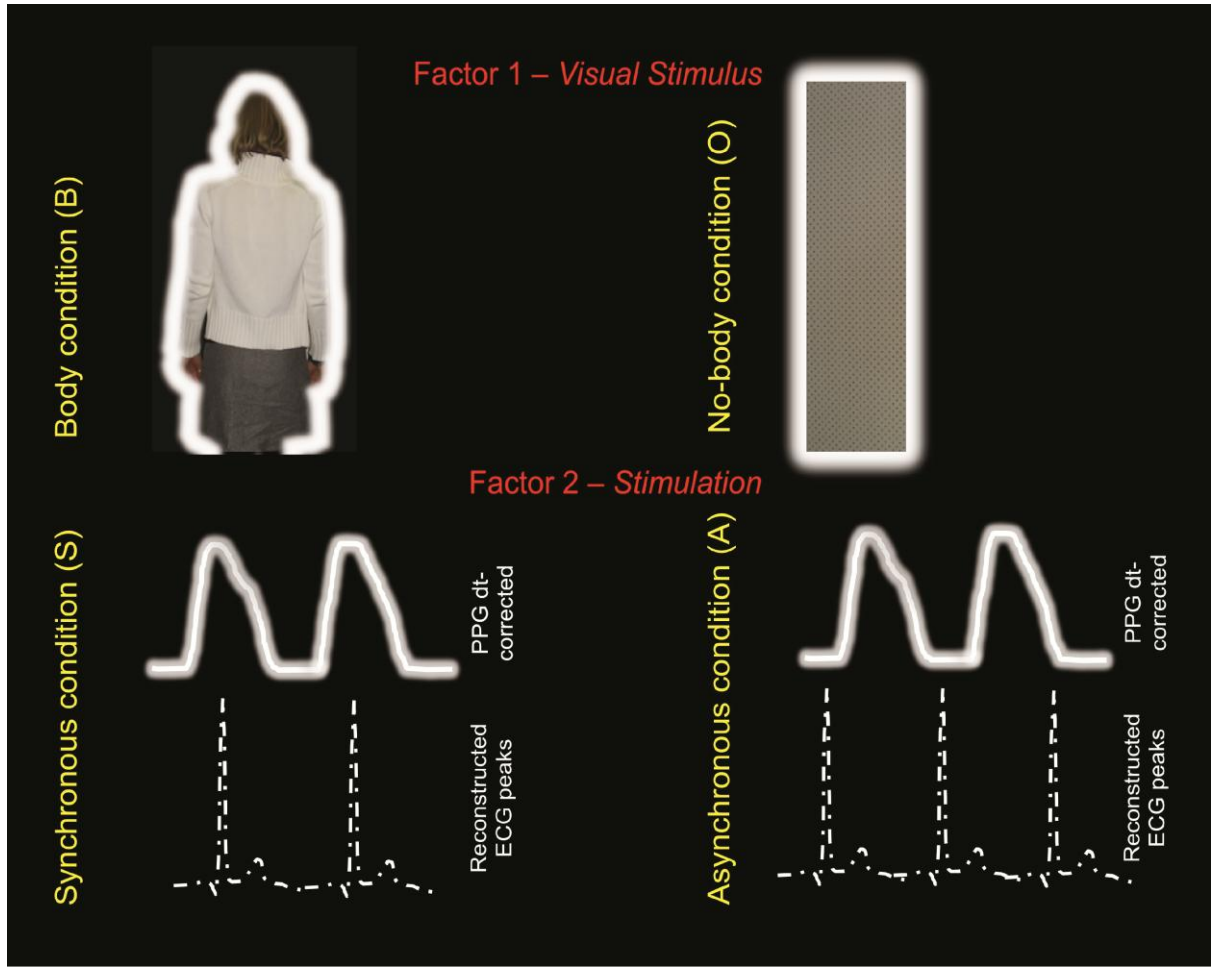 Factor 1 – Visual Stimulus
Body condition (B)
No-body condition (O)
Factor 2 – Stimulation
Synchronous condition (S)
PPG dt-
corrected
Reconstructed
ECG peaks
Asynchronous condition (A)
PPG dt-
corrected
Reconstructed
ECG peaks